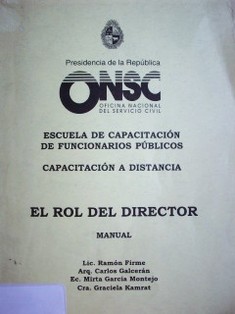 Presidencia de la República
ONSC
OFICINA NACIONAL
DEL SERVICIO CIVIL
ESCUELA DE CAPACITACIÓN
DE FUNCIONARIOS PÚBLICOS
CAPACITACIÓN A DISTANCIA
EL ROL DEL DIRECTOR
MANUAL
Lic. Ramón Firme
Arq. Carlos Galcerán
Ec. Mirta García Montejo
Cra. Graciela Kamrat